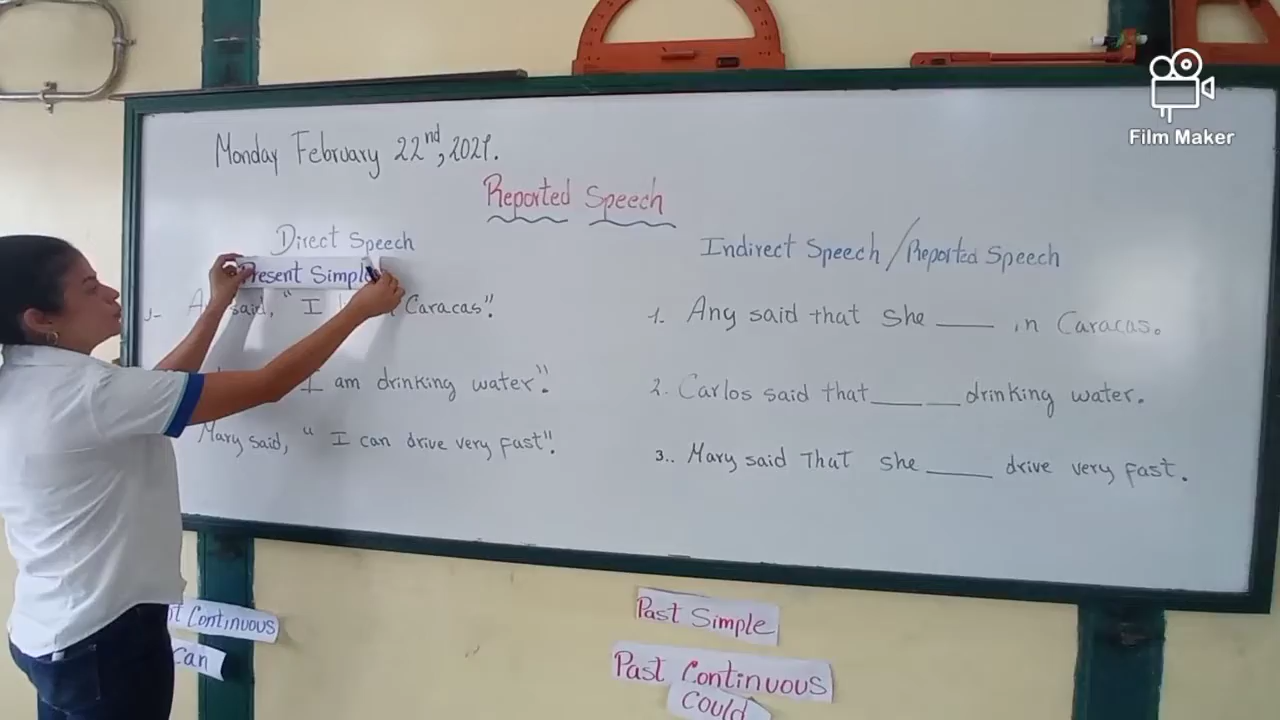 Film Maker
Monday February 22nd, 2021.
Reported Speech
Direct Speech
Present Simple
1- said, " I Caracas".
I am drinking water".
Mary said, " I can drive very fast".
Indirect Speech / Reported Speech
1. Any said that she ____ in Caracas.
2. Carlos said that ____ ___ drinking water.
3.. Mary said That she ____ drive very fast.
Continuous
can
Past Simple
Past Continuous
Could